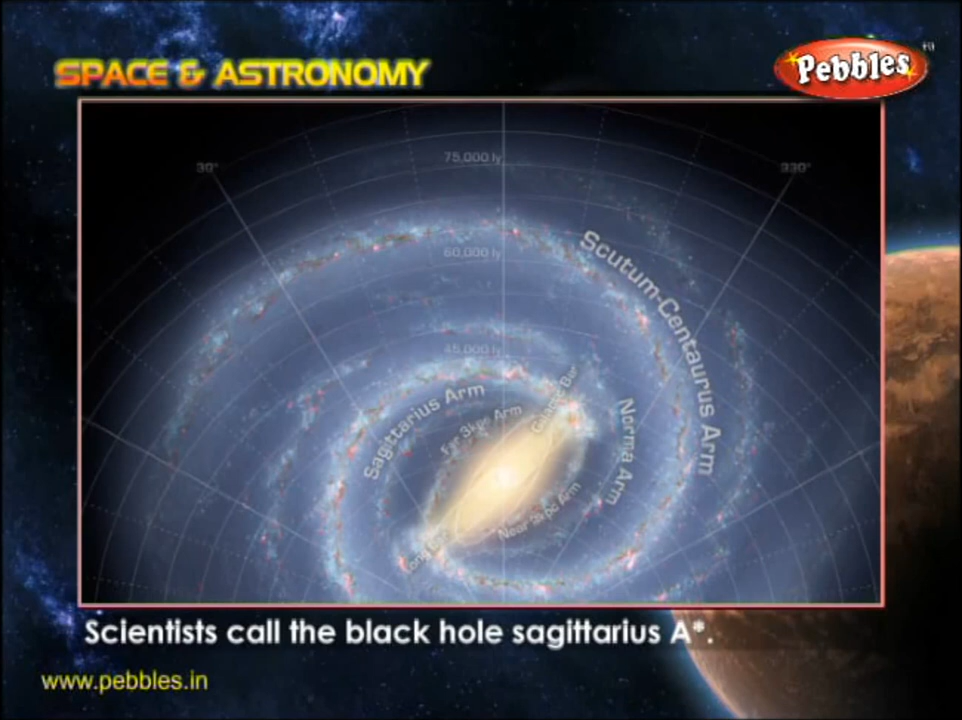 SPACE & ASTRONOMY
Pebbles
75,000 ly
30°
330°
60,000 ly
Scutum-Centaurus Arm
45,000 ly
Galactic Bar
Sagittarius Arm
Far 3kpc Arm
Norma Arm
Near 3kpc Arm
Long Bar
Scientists call the black hole sagittarius A*.
www.pebbles.in